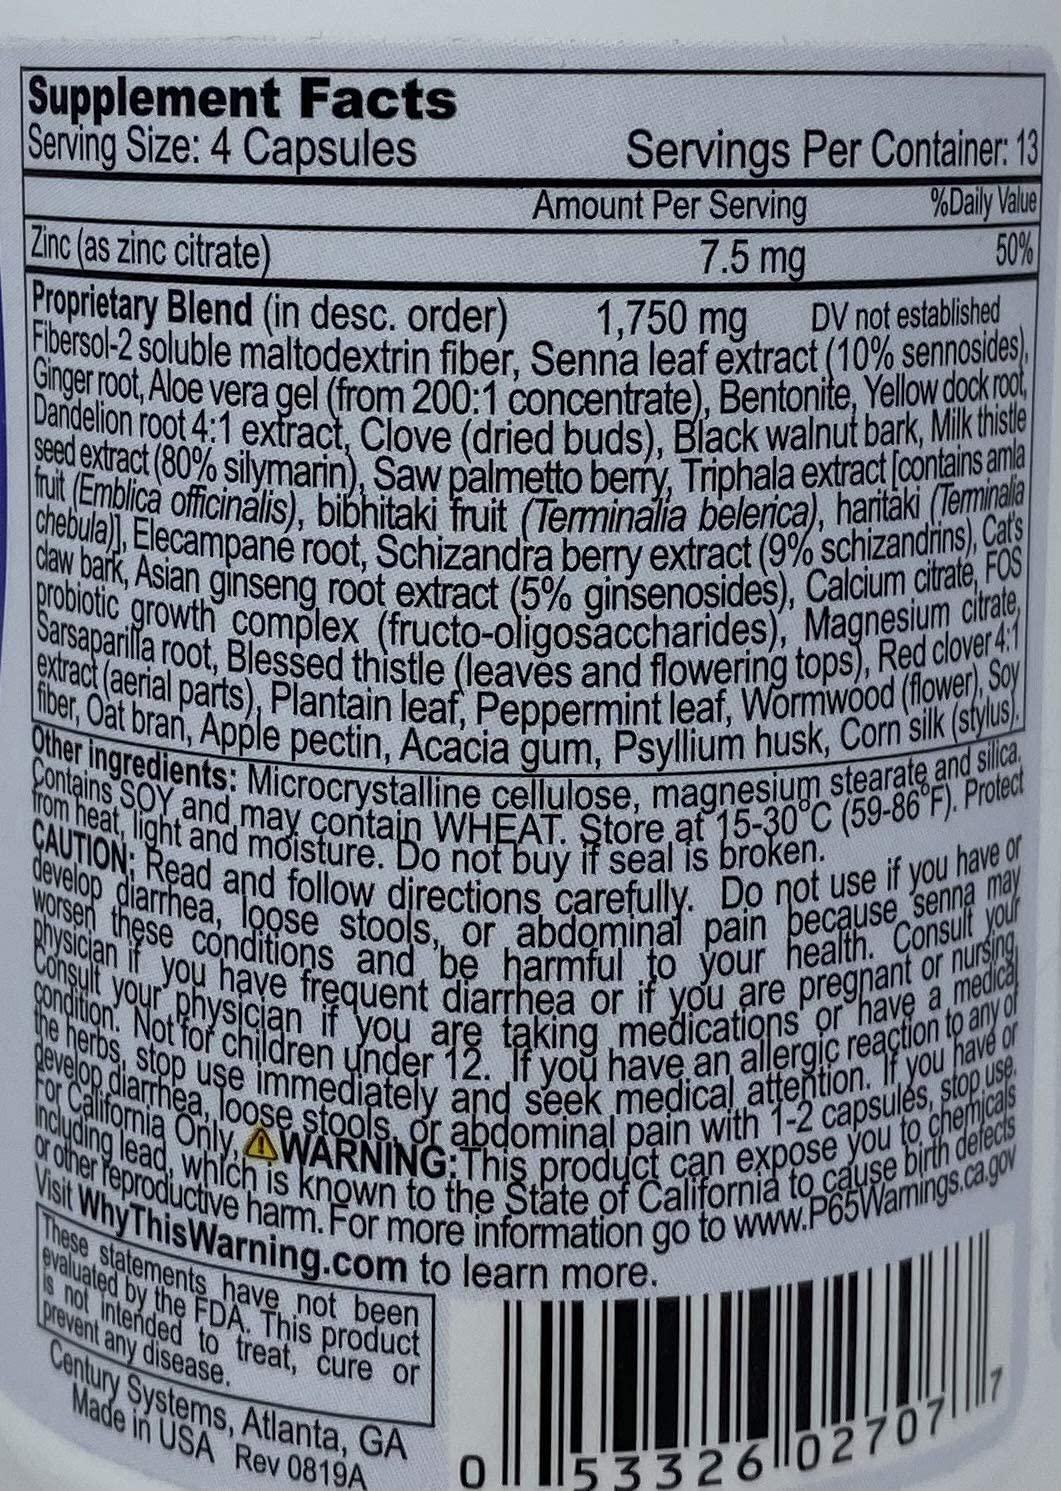 Supplement Facts
Serving Size: 4 Capsules Servings Per Container: 13
Amount Per Serving %Daily Value
Zinc (as zinc citrate) 7.5 mg 50%
Proprietary Blend (in desc. order) 1,750 mg DV not established
Fibersol-2 soluble maltodextrin fiber, Senna leaf extract (10% sennosides),
Ginger root, Aloe vera gel (from 200:1 concentrate), Bentonite, Yellow dock root,
Dandelion root 4:1 extract, Clove (dried buds), Black walnut bark, Milk thistle
seed extract (80% silymarin), Saw palmetto berry, Triphala extract [contains amla
fruit (Emblica officinalis), bibhitaki fruit (Terminalia belerica), haritaki (Terminalia
chebula)], Elecampane root, Schizandra berry extract (9% schizandrins), Cat's
claw bark, Asian ginseng root extract (5% ginsenosides), Calcium citrate, FOS
probiotic growth complex (fructo-oligosaccharides), Magnesium citrate,
Sarsaparilla root, Blessed thistle (leaves and flowering tops), Red clover 4:1
extract (aerial parts), Plantain leaf, Peppermint leaf, Wormwood (flower), Soy
fiber, Oat bran, Apple pectin, Acacia gum, Psyllium husk, Corn silk (stylus).
Other ingredients: Microcrystalline cellulose, magnesium stearate and silica.
Contains SOY and may contain WHEAT. Store at 15-30°C (59-86°F). Protect
from heat, light and moisture. Do not buy if seal is broken.
CAUTION: Read and follow directions carefully. Do not use if you have or
develop diarrhea, loose stools, or abdominal pain because senna may
worsen these conditions and be harmful to your health. Consult your
physician if you have frequent diarrhea or if you are pregnant or nursing.
Consult your physician if you are taking medications or have a medical
condition. Not for children under 12. If you have an allergic reaction to any of
the herbs, stop use immediately and seek medical attention. If you have or
develop diarrhea, loose stools, or abdominal pain with 1-2 capsules, stop use.
For California Only, WARNING: This product can expose you to chemicals
including lead, which is known to the State of California to cause birth defects
or other reproductive harm. For more information go to www.P65Warnings.ca.gov
Visit WhyThisWarning.com to learn more.
These statements have not been
evaluated by the FDA. This product
is not intended to treat, cure or
prevent any disease.
Century Systems, Atlanta, GA
Made in USA Rev 0819A
0 53326 02707 7